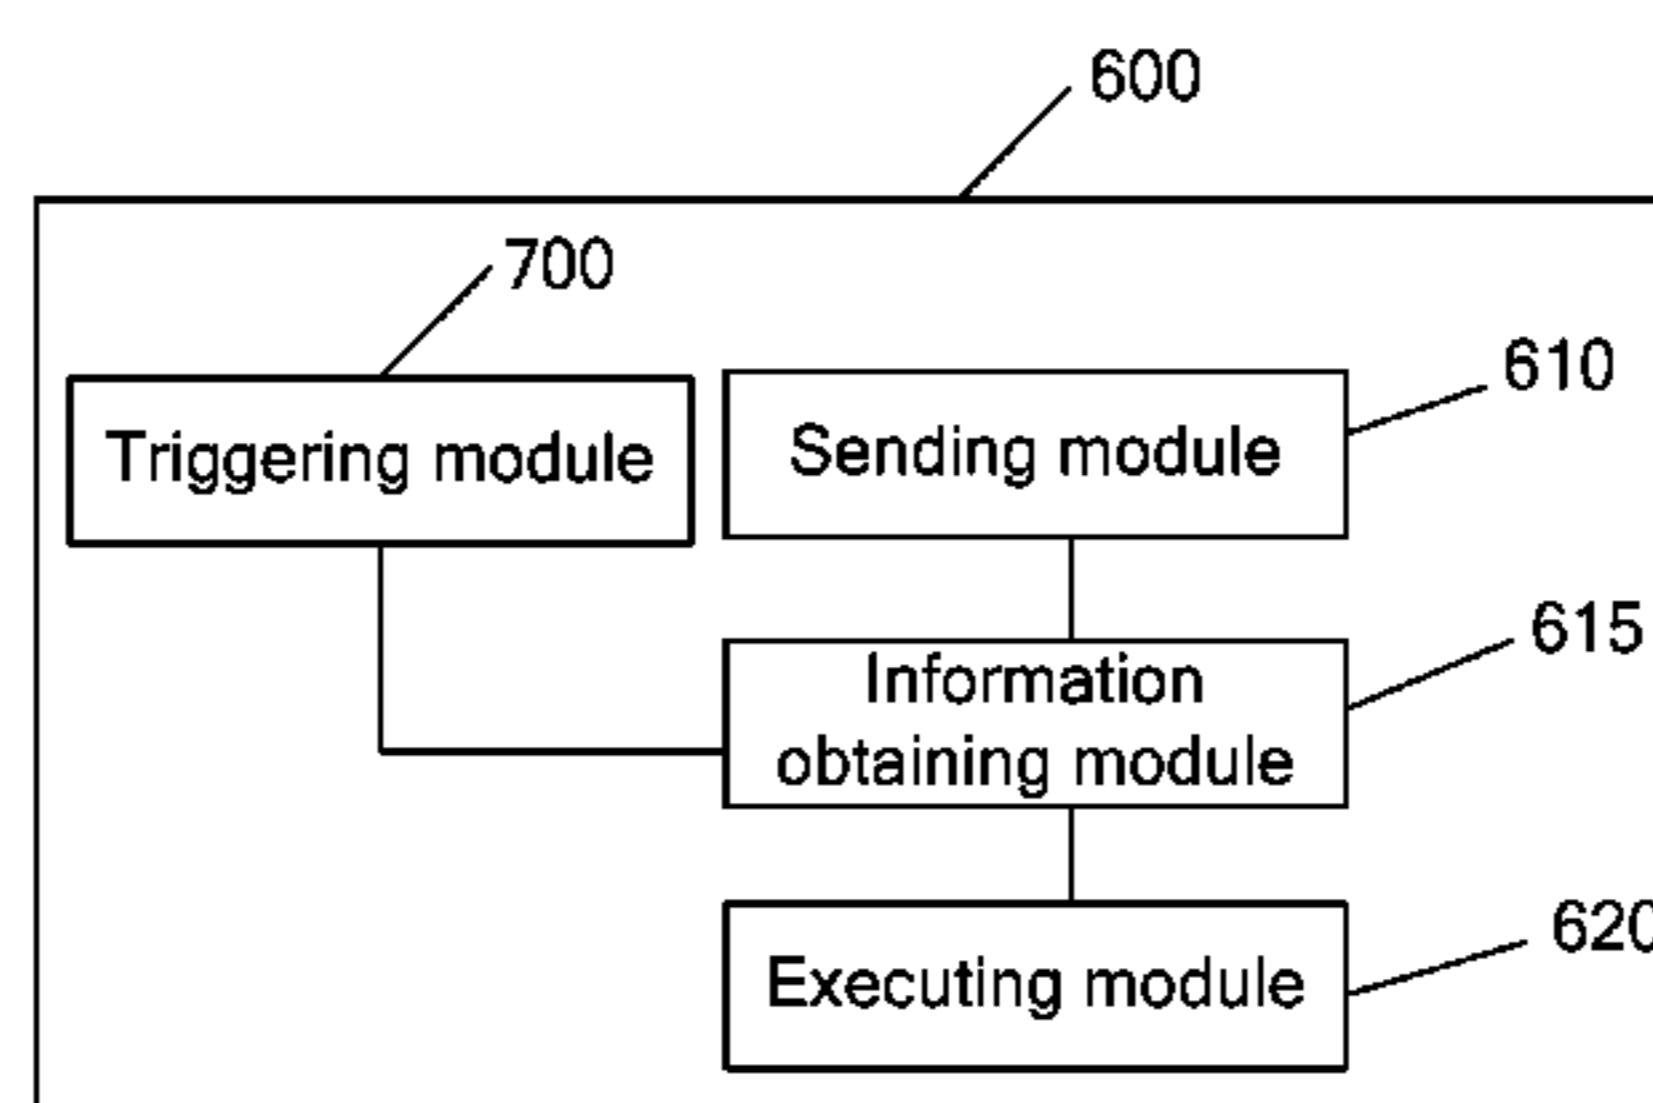 600
700
610
Triggering module
Sending module
615
Information
obtaining module
620
Executing module